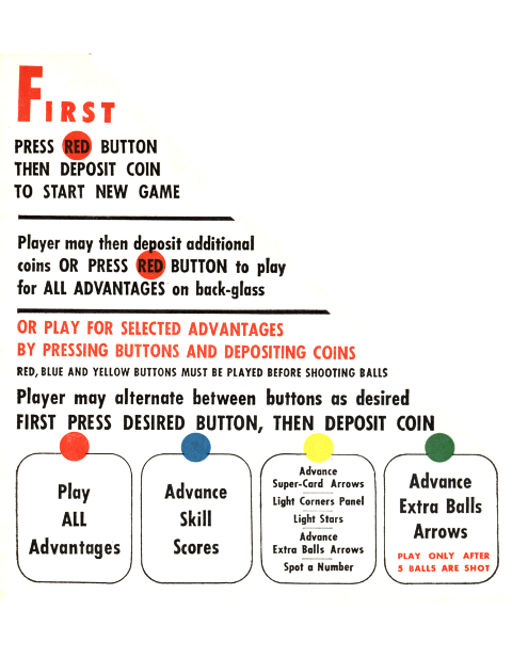 FIRST
PRESS RED BUTTON
THEN DEPOSIT COIN
TO START NEW GAME
Player may then deposit additional
coins OR PRESS RED BUTTON to play
for ALL ADVANTAGES on back-glass
OR PLAY FOR SELECTED ADVANTAGES
BY PRESSING BUTTONS AND DEPOSITING COINS
RED, BLUE AND YELLOW BUTTONS MUST BE PLAYED BEFORE SHOOTING BALLS
Player may alternate between buttons as desired
FIRST PRESS DESIRED BUTTON, THEN DEPOSIT COIN
Play
ALL
Advantages
Advance
Skill
Scores
Advance
Super-Card Arrows
Light Corners Panel
Light Stars
Advance
Extra Balls Arrows
Spot a Number
Advance
Extra Balls
Arrows
PLAY ONLY AFTER
5 BALLS ARE SHOT